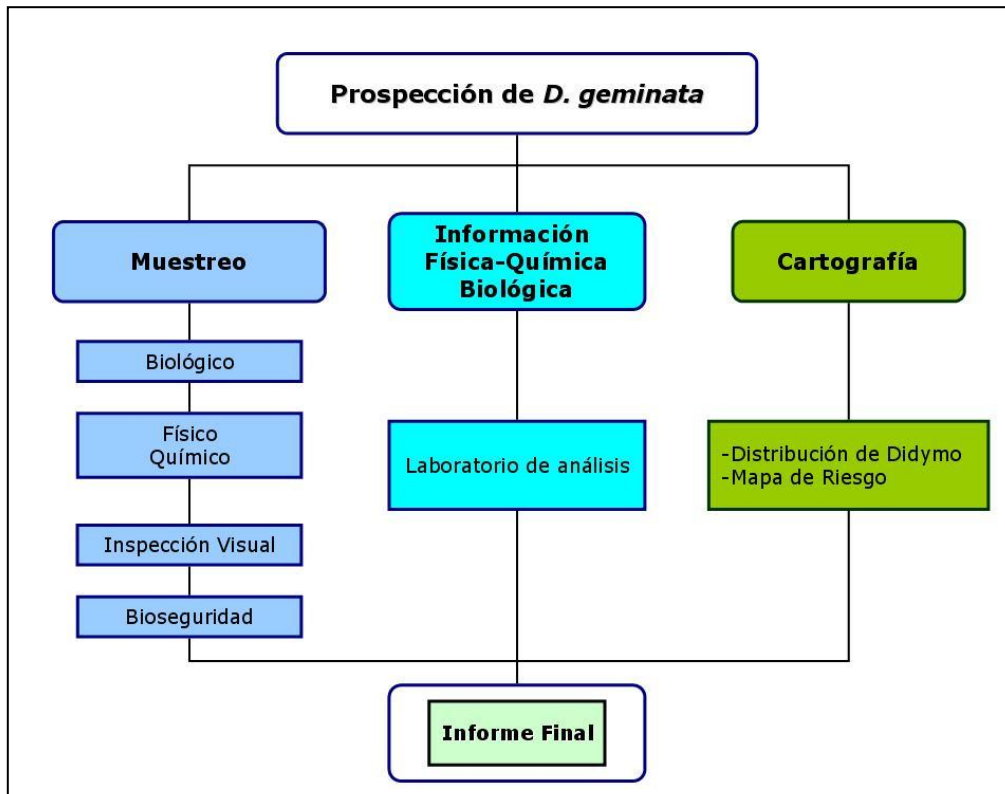 Prospección de D. geminata
Muestreo
Biológico
Físico
Químico
Inspección Visual
Bioseguridad
Información
Física-Química
Biológica
Laboratorio de análisis
Cartografía
-Distribución de Didymo
-Mapa de Riesgo
Informe Final